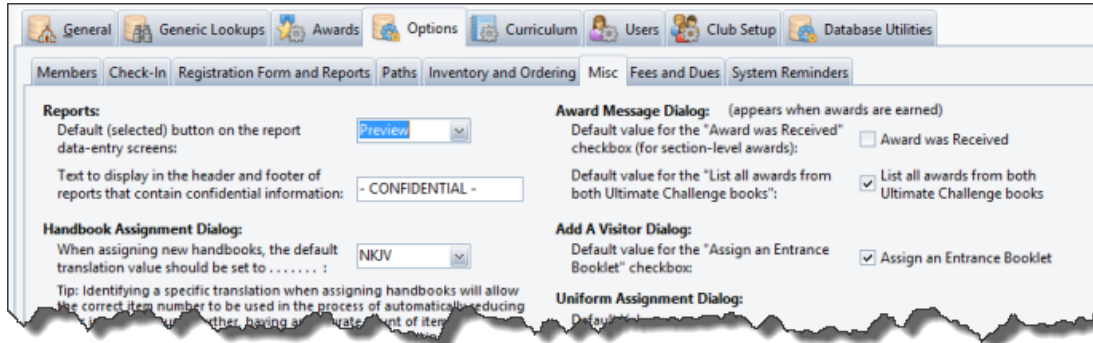 General Generic Lookups Awards Options Curriculum Users Club Setup Database Utilities
Members Check-In Registration Form and Reports Paths Inventory and Ordering Misc Fees and Dues System Reminders
Reports:
Default (selected) button on the report
data-entry screens:
Preview
Text to display in the header and footer of
reports that contain confidential information:
- CONFIDENTIAL -
Handbook Assignment Dialog:
When assigning new handbooks, the default
translation value should be set to . . . . . . . :
NKJV
Tip: Identifying a specific translation when assigning handbooks will allow
the correct item number to be used in the process of automatically reducing
Award Message Dialog: (appears when awards are earned)
Default value for the "Award was Received"
checkbox (for section-level awards):
Award was Received
Default value for the "List all awards from
both Ultimate Challenge books":
List all awards from both
Ultimate Challenge books
Add A Visitor Dialog:
Default value for the "Assign an Entrance
Booklet" checkbox:
Assign an Entrance Booklet
Uniform Assignment Dialog: